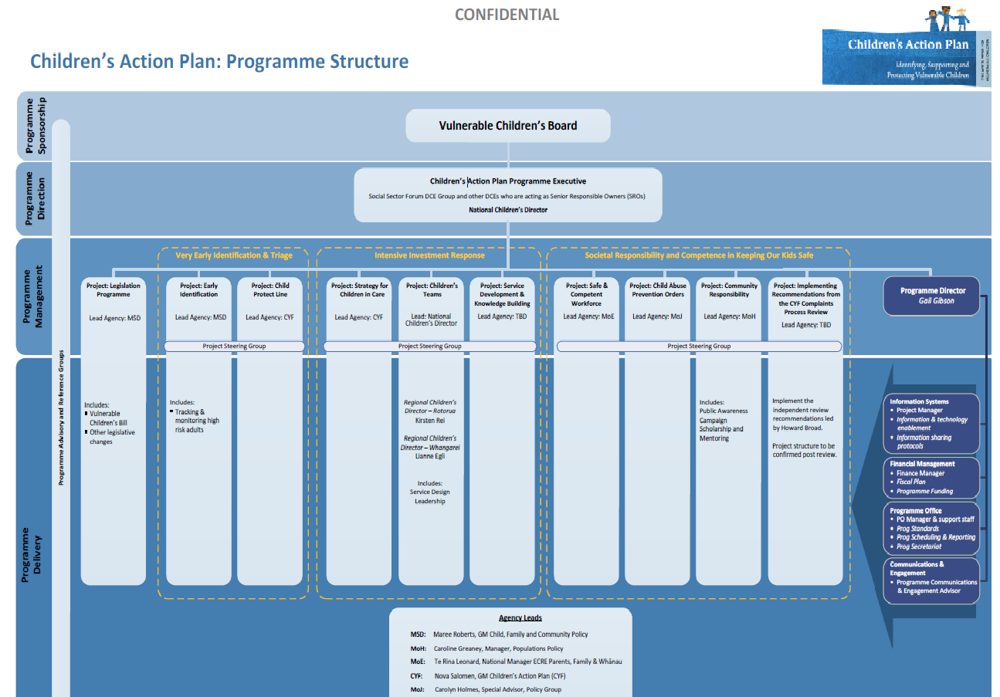 CONFIDENTIAL
Children's Action Plan
Identifying, Supporting and
Protecting Vulnerable Children
Children's Action Plan: Programme Structure
Programme
Sponsorship
Vulnerable Children's Board
Programme
Direction
Children's Action Plan Programme Executive
Social Sector Forum DCE Group and other DCEs who are acting as Senior Responsible Owners (SROs)
National Children's Director
Programme
Management
Programme Advisory and Reference Groups
Very Early Identification & Triage
Intensive Investment Response
Societal Responsibility and Competence in Keeping Our Kids Safe
Project: Legislation
Programme
Lead Agency: MSD
Project: Early
Identification
Lead Agency: MSD
Project: Child
Protect Line
Lead Agency: CYF
Project: Strategy for
Children in Care
Lead Agency: CYF
Project: Children's
Teams
Lead: National
Children's Director
Project: Service
Development &
Knowledge Building
Lead Agency: TBD
Project: Safe &
Competent
Workforce
Lead Agency: MoE
Project: Child Abuse
Prevention Orders
Lead Agency: MoJ
Project: Community
Responsibility
Lead Agency: MoH
Project: Implementing
Recommendations from
the CYF Complaints
Process Review
Lead Agency: TBD
Programme Director
Gail Gibson
Project Steering Group
Project Steering Group
Project Steering Group
Programme
Delivery
Includes:
▪ Vulnerable
Children's Bill
▪ Other legislative
changes
Includes:
▪ Tracking &
monitoring high
risk adults
Regional Children's
Director – Rotorua
Kirsten Rei
Regional Children's
Director – Whangarei
Lianne Egli
Includes:
Service Design
Leadership
Includes:
Public Awareness
Campaign
Scholarship and
Mentoring
Implement the
independent review
recommendations led
by Howard Broad.
Project structure to be
confirmed post review.
Information Systems
• Project Manager
• Information & technology
enablement
• Information sharing
protocols
Financial Management
• Finance Manager
• Fiscal Plan
• Programme Funding
Programme Office
• PO Manager & support staff
• Prog Standards
• Prog Scheduling & Reporting
• Prog Secretariat
Communications &
Engagement
• Programme Communications
& Engagement Advisor
Agency Leads
MSD: Maree Roberts, GM Child, Family and Community Policy
MoH: Caroline Greaney, Manager, Populations Policy
MoE: Te Rina Leonard, National Manager ECRE Parents, Family & Whānau
CYF: Nova Salomen, GM Children's Action Plan (CYF)
MoJ: Carolyn Holmes, Special Advisor, Policy Group